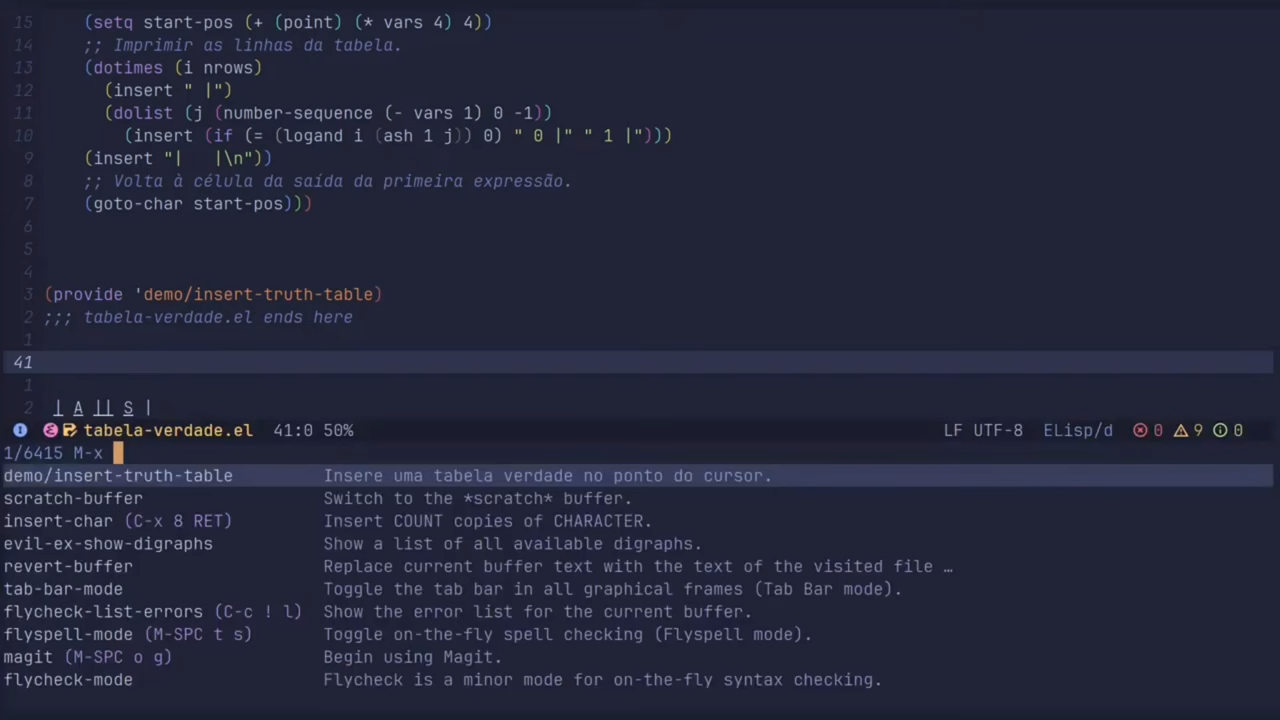 15 (setq start-pos (+ (point) (* vars 4) 4))
14 ;; Imprimir as linhas da tabela.
13 (dotimes (i nrows)
12 (insert " |")
11 (dolist (j (number-sequence (- vars 1) 0 -1))
10 (insert (if (= (logand i (ash 1 j)) 0) " 0 |" " 1 |")))
9 (insert "|   |\n"))
8 ;; Volta à célula da saída da primeira expressão.
7 (goto-char start-pos)))
6
5
4
3 (provide 'demo/insert-truth-table)
2 ;;; tabela-verdade.el ends here
1
41
1
2 | A || S |
tabela-verdade.el 41:0 50% LF UTF-8 ELisp/d 0 9 0
1/6415 M-x
demo/insert-truth-table Insere uma tabela verdade no ponto do cursor.
scratch-buffer Switch to the *scratch* buffer.
insert-char (C-x 8 RET) Insert COUNT copies of CHARACTER.
evil-ex-show-digraphs Show a list of all available digraphs.
revert-buffer Replace current buffer text with the text of the visited file …
tab-bar-mode Toggle the tab bar in all graphical frames (Tab Bar mode).
flycheck-list-errors (C-c ! l) Show the error list for the current buffer.
flyspell-mode (M-SPC t s) Toggle on-the-fly spell checking (Flyspell mode).
magit (M-SPC o g) Begin using Magit.
flycheck-mode Flycheck is a minor mode for on-the-fly syntax checking.